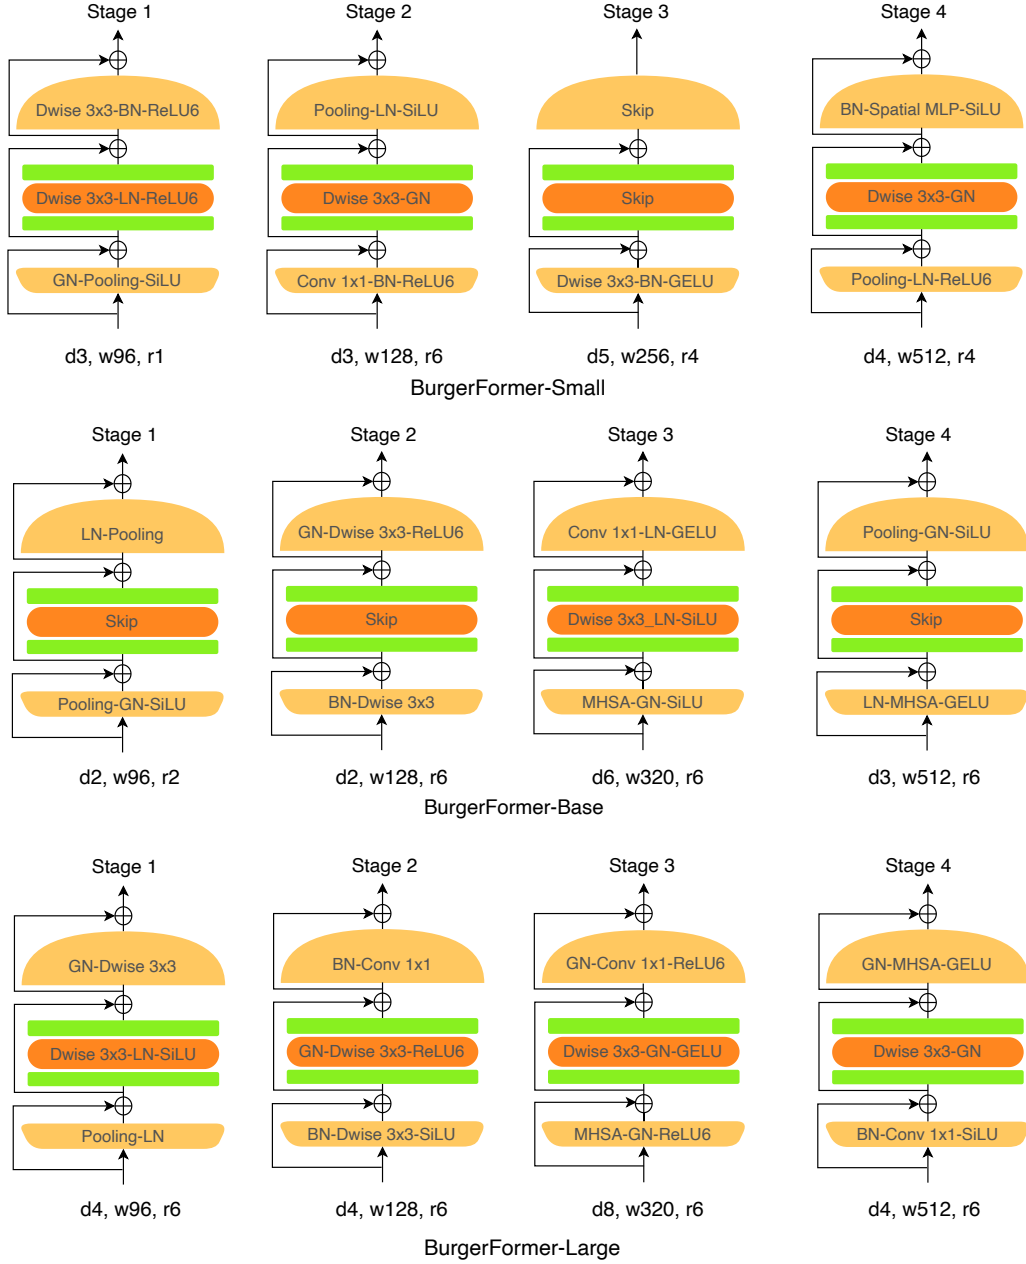 Stage 1
Stage 2
Stage 3
Stage 4
Dwise 3x3-BN-ReLU6
Pooling-LN-SiLU
Skip
BN-Spatial MLP-SiLU
Dwise 3x3-LN-ReLU6
Dwise 3x3-GN
Skip
Dwise 3x3-GN
GN-Pooling-SiLU
Conv 1x1-BN-ReLU6
Dwise 3x3-BN-GELU
Pooling-LN-ReLU6
d3, w96, r1
d3, w128, r6
d5, w256, r4
d4, w512, r4
BurgerFormer-Small
Stage 1
Stage 2
Stage 3
Stage 4
LN-Pooling
GN-Dwise 3x3-ReLU6
Conv 1x1-LN-GELU
Pooling-GN-SiLU
Skip
Skip
Dwise 3x3_LN-SiLU
Skip
Pooling-GN-SiLU
BN-Dwise 3x3
MHSA-GN-SiLU
LN-MHSA-GELU
d2, w96, r2
d2, w128, r6
d6, w320, r6
d3, w512, r6
BurgerFormer-Base
Stage 1
Stage 2
Stage 3
Stage 4
GN-Dwise 3x3
BN-Conv 1x1
GN-Conv 1x1-ReLU6
GN-MHSA-GELU
Dwise 3x3-LN-SiLU
GN-Dwise 3x3-ReLU6
Dwise 3x3-GN-GELU
Dwise 3x3-GN
Pooling-LN
BN-Dwise 3x3-SiLU
MHSA-GN-ReLU6
BN-Conv 1x1-SiLU
d4, w96, r6
d4, w128, r6
d8, w320, r6
d4, w512, r6
BurgerFormer-Large